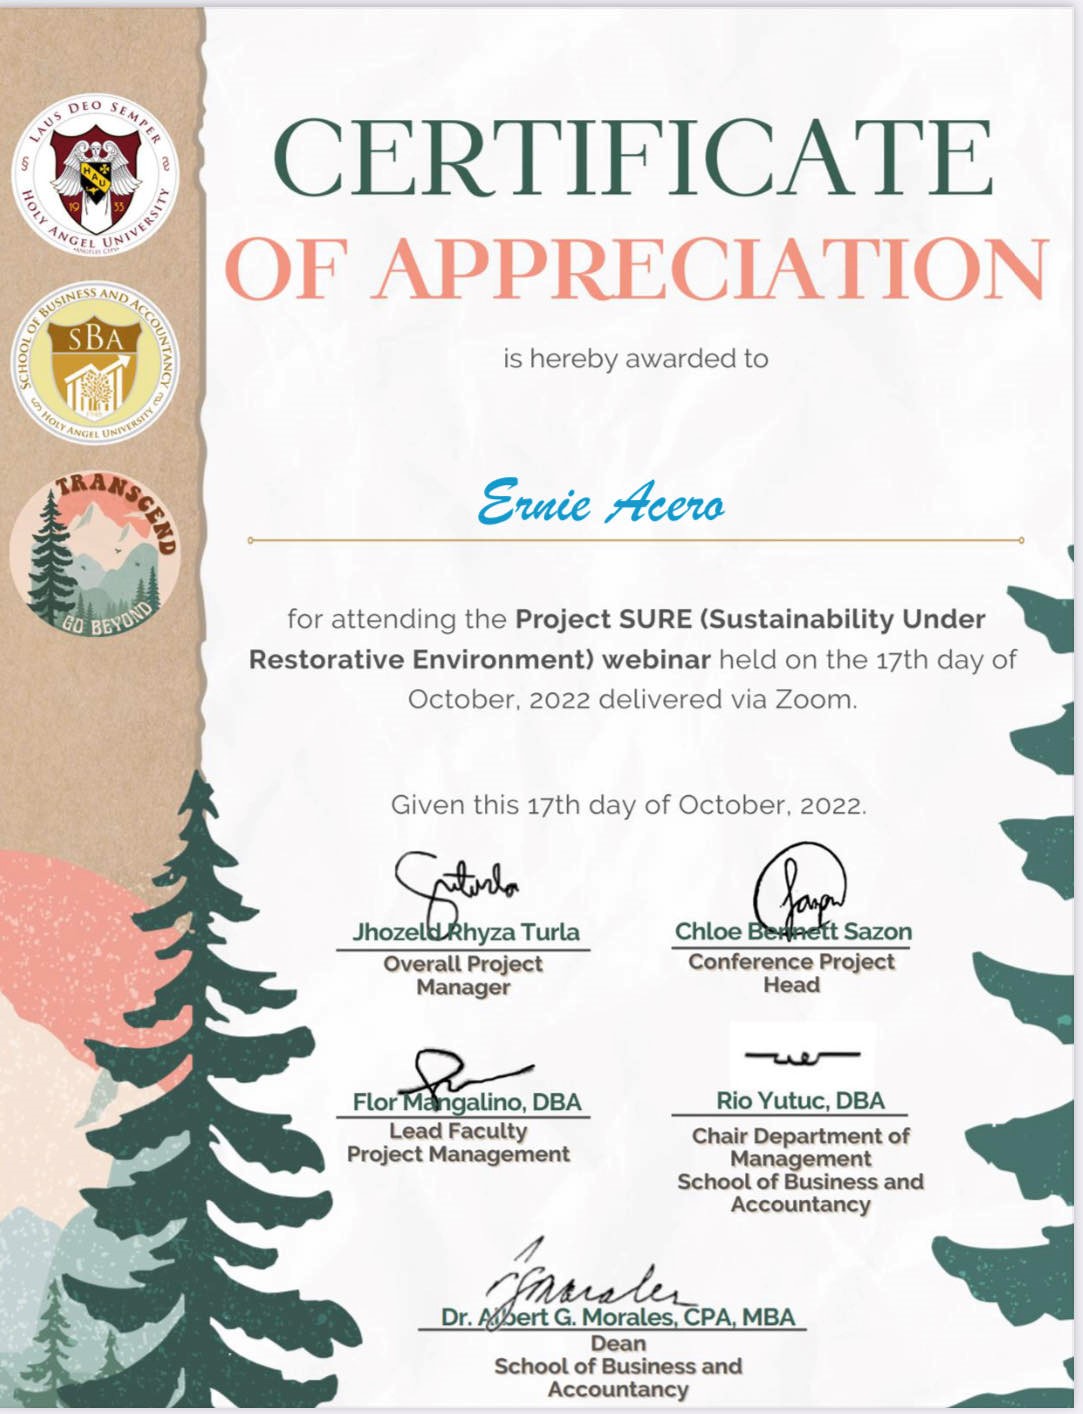 LAUS DEO SEMPER
HAU
19 33
HOLY ANGEL UNIVERSITY
ANGELES CITY
SCHOOL OF BUSINESS AND ACCOUNTANCY
SBA
HOLY ANGEL UNIVERSITY
TRANSCEND
GO BEYOND
CERTIFICATE
OF APPRECIATION
is hereby awarded to
Ernie Acero
for attending the Project SURE (Sustainability Under
Restorative Environment) webinar held on the 17th day of
October, 2022 delivered via Zoom.
Given this 17th day of October, 2022.
Jhozeld Rhyza Turla
Overall Project
Manager
Chloe Bennett Sazon
Conference Project
Head
Flor Mangalino, DBA
Lead Faculty
Project Management
Rio Yutuc, DBA
Chair Department of
Management
School of Business and
Accountancy
Dr. Albert G. Morales, CPA, MBA
Dean
School of Business and
Accountancy